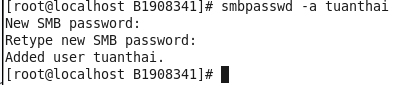 [root@localhost B1908341]# smbpasswd -a tuanthai
New SMB password:
Retype new SMB password:
Added user tuanthai.
[root@localhost B1908341]#